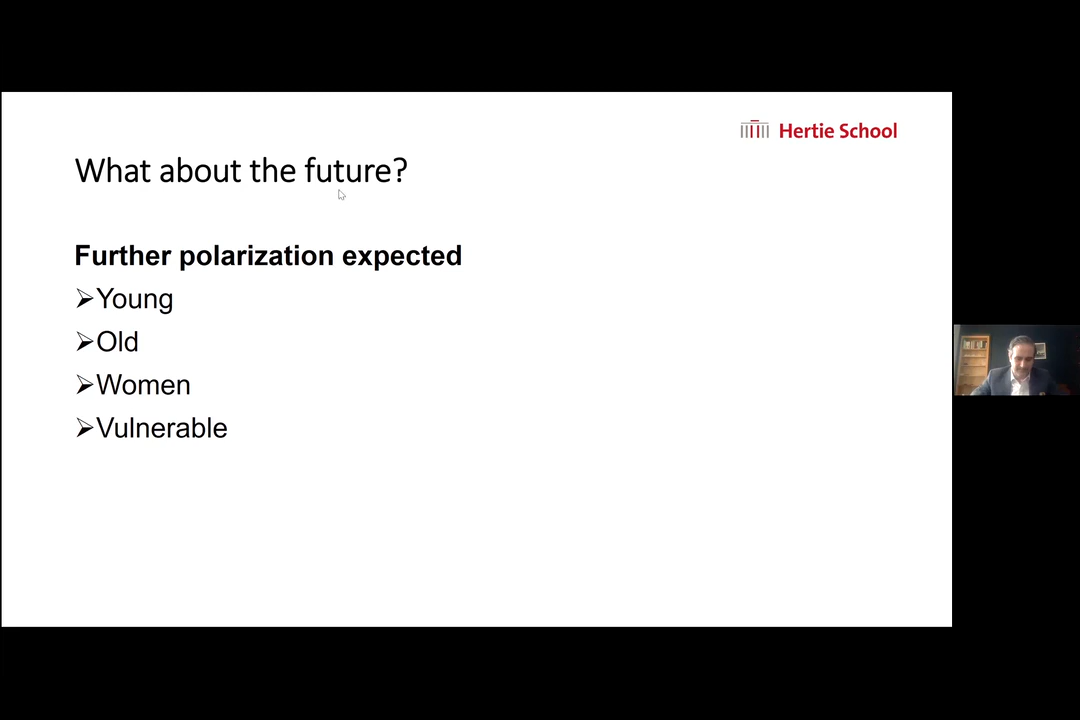 Hertie School
What about the future?
Further polarization expected
➢Young
➢Old
➢Women
➢Vulnerable